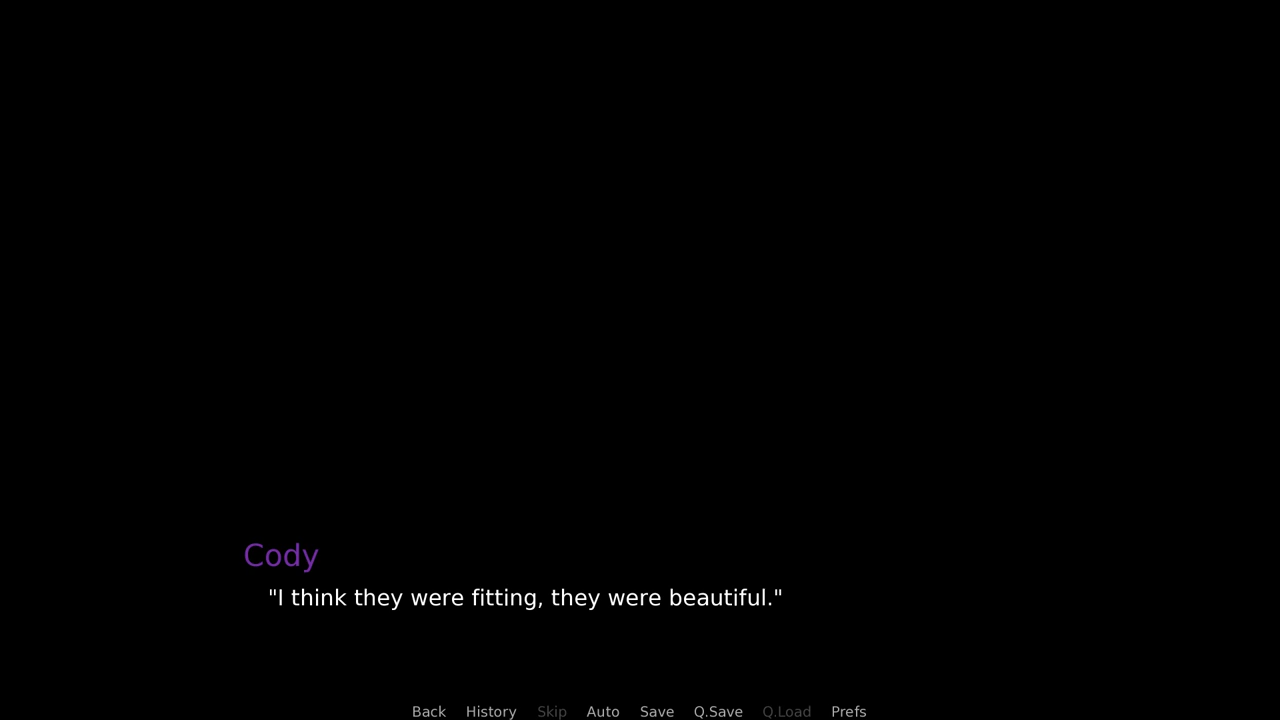 Cody
"I think they were fitting, they were beautiful."
Back History Skip Auto Save Q.Save Q.Load Prefs